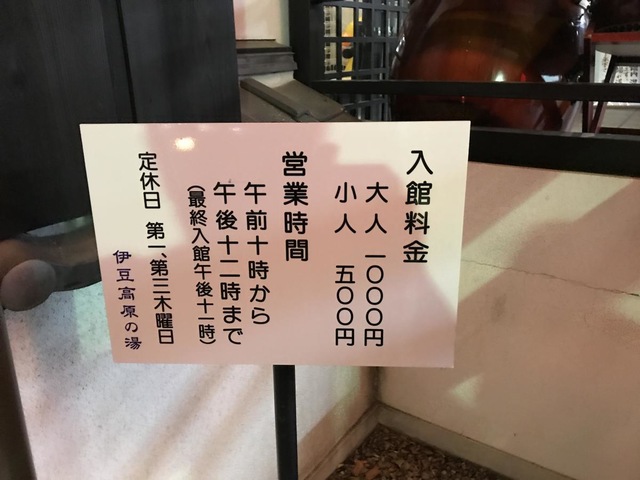 入館料金
大人 一〇〇〇円
小人 五〇〇円
営業時間
午前十時から
午後十二時まで
(最終入館午後十一時)
定休日 第一、第三木曜日
伊豆高原の湯